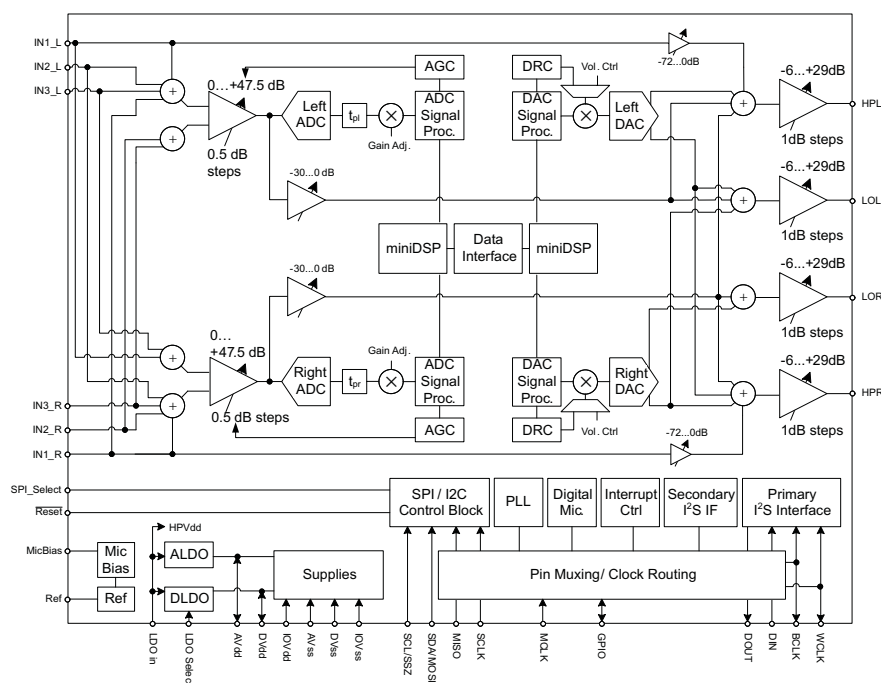 IN1_L
IN2_L
IN3_L
0…+47.5 dB
0.5 dB
steps
Left
ADC
tpl
Gain Adj.
AGC
ADC
Signal
Proc.
DRC
Vol. Ctrl
DAC
Signal
Proc.
Left
DAC
-72...0dB
-6...+29dB
1dB steps
HPL
-30...0 dB
-6...+29dB
1dB steps
LOL
miniDSP
Data
Interface
miniDSP
-30...0 dB
-6...+29dB
1dB steps
LOR
0…
+47.5 dB
0.5 dB steps
Right
ADC
tpr
Gain Adj.
ADC
Signal
Proc.
AGC
DAC
Signal
Proc.
DRC
Vol. Ctrl
Right
DAC
-72...0dB
-6...+29dB
1dB steps
HPR
IN3_R
IN2_R
IN1_R
SPI_Select
Reset
SPI / I2C
Control Block
PLL
Digital
Mic.
Interrupt
Ctrl
Secondary
I2S IF
Primary
I2S Interface
HPVdd
MicBias
Mic
Bias
Ref
Ref
ALDO
DLDO
Supplies
Pin Muxing/ Clock Routing
LDO in
LDO Select
AVdd
DVdd
IOVdd
AVss
DVss
IOVss
SCL/SSZ
SDA/MOSI
MISO
SCLK
MCLK
GPIO
DOUT
DIN
BCLK
WCLK